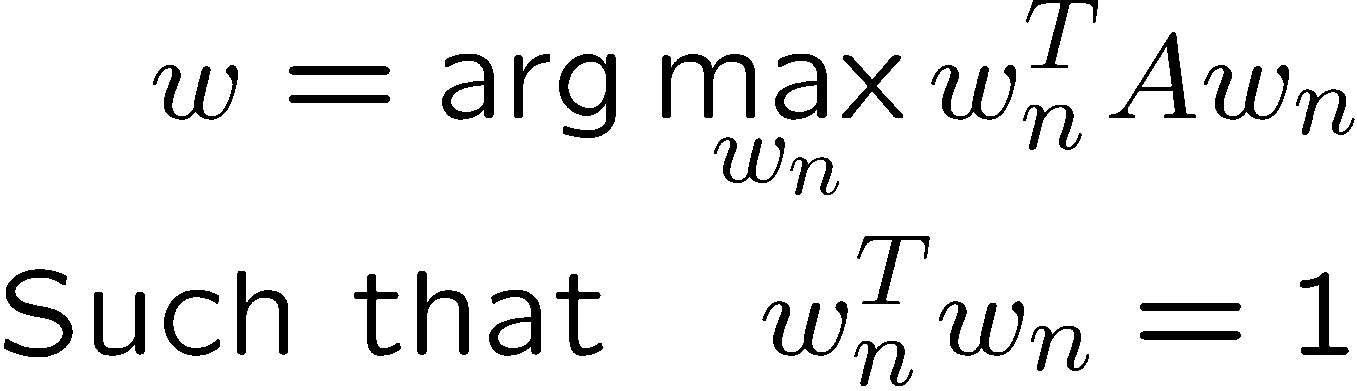 w = arg max_{w_n} w_n^T A w_n
Such that w_n^T w_n = 1